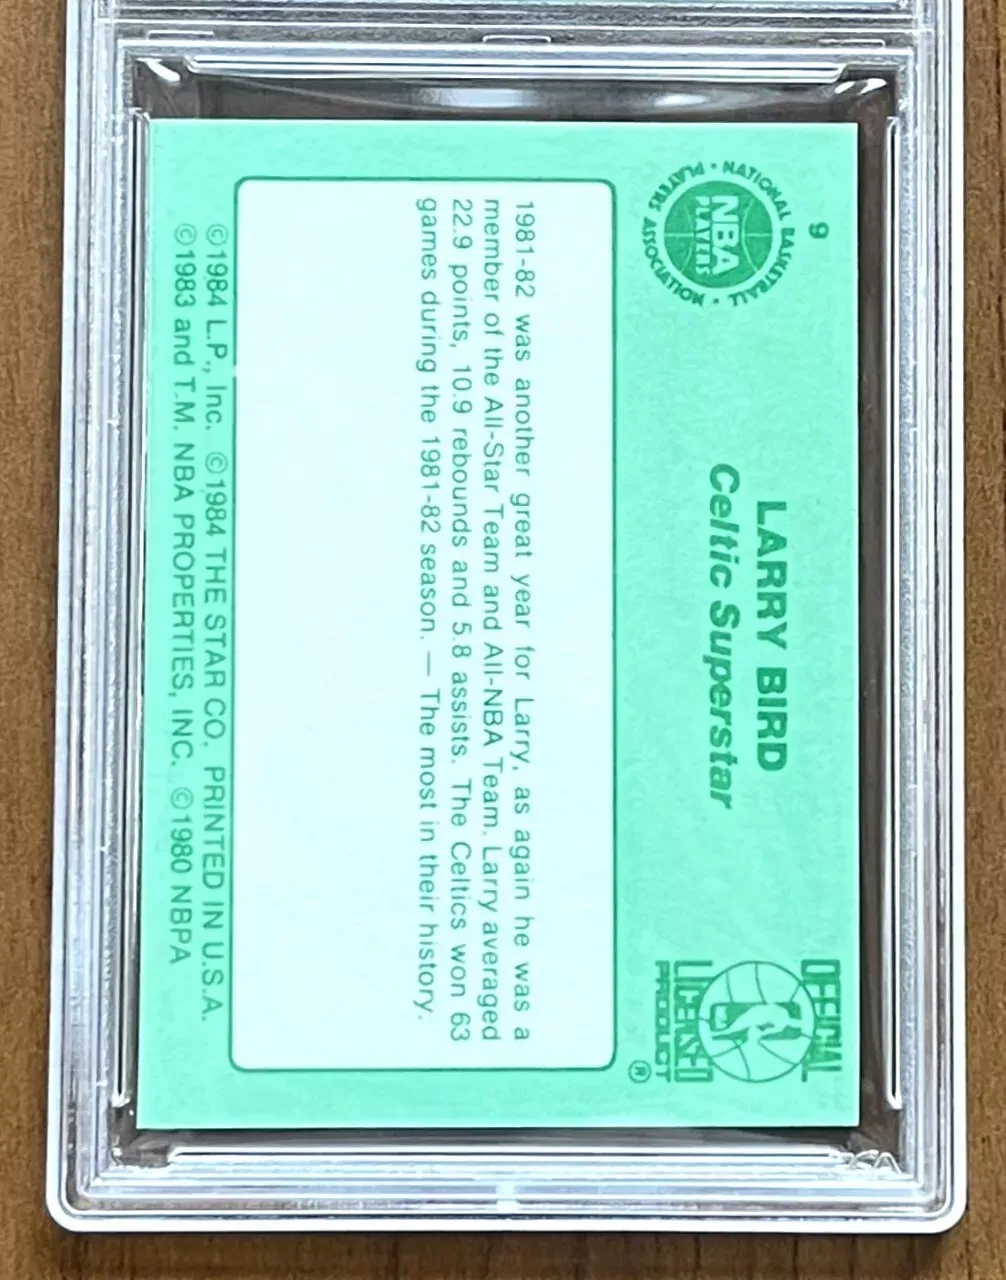 9
NATIONAL BASKETBALL PLAYERS ASSOCIATION
NBA
PLAYERS
LARRY BIRD
Celtic Superstar
OFFICIAL
LICENSED
PRODUCT
®
1981-82 was another great year for Larry, as again he was a
member of the All-Star Team and All-NBA Team. Larry averaged
22.9 points, 10.9 rebounds and 5.8 assists. The Celtics won 63
games during the 1981-82 season. — The most in their history.
©1984 L.P., Inc. ©1984 THE STAR CO. PRINTED IN U.S.A.
©1983 and T.M. NBA PROPERTIES, INC. ©1980 NBPA
PSA